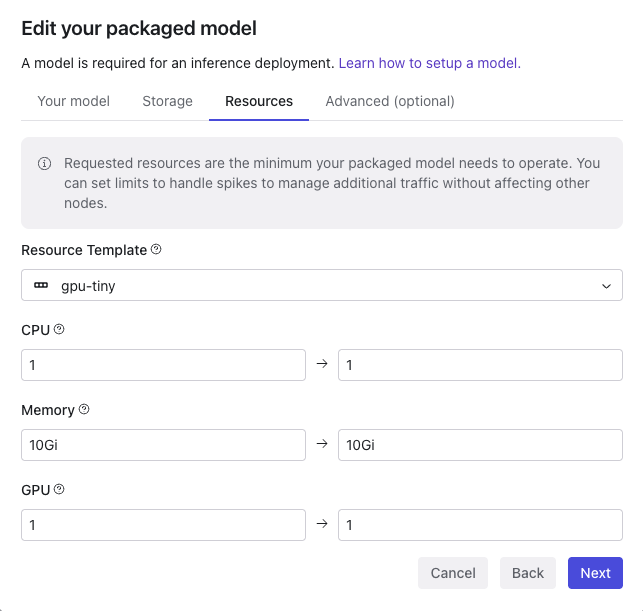 Edit your packaged model
A model is required for an inference deployment. Learn how to setup a model.
Your model Storage Resources Advanced (optional)
Requested resources are the minimum your packaged model needs to operate. You
can set limits to handle spikes to manage additional traffic without affecting other
nodes.
Resource Template
gpu-tiny
CPU
1 → 1
Memory
10Gi → 10Gi
GPU
1 → 1
Cancel Back Next